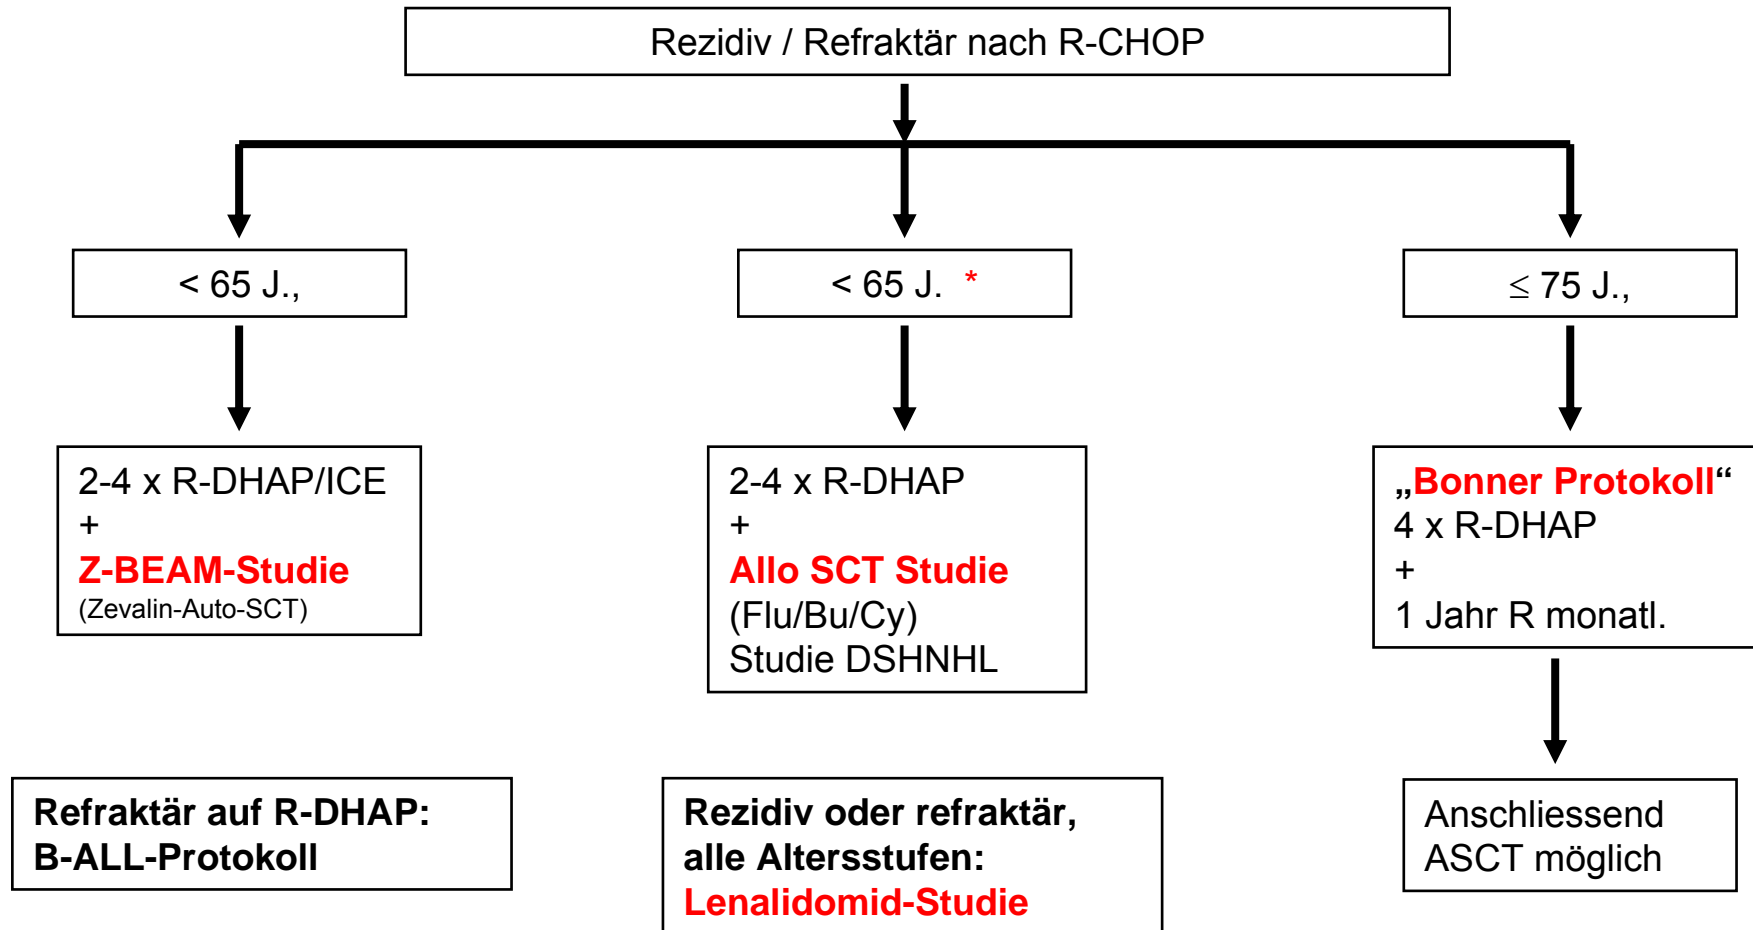 Rezidiv / Refraktär nach R-CHOP
< 65 J.,
< 65 J. *
≤ 75 J.,
2-4 x R-DHAP/ICE
+
Z-BEAM-Studie
(Zevalin-Auto-SCT)
2-4 x R-DHAP
+
Allo SCT Studie
(Flu/Bu/Cy)
Studie DSHNHL
„Bonner Protokoll“
4 x R-DHAP
+
1 Jahr R monatl.
Refraktär auf R-DHAP:
B-ALL-Protokoll
Rezidiv oder refraktär,
alle Altersstufen:
Lenalidomid-Studie
Anschliessend
ASCT möglich